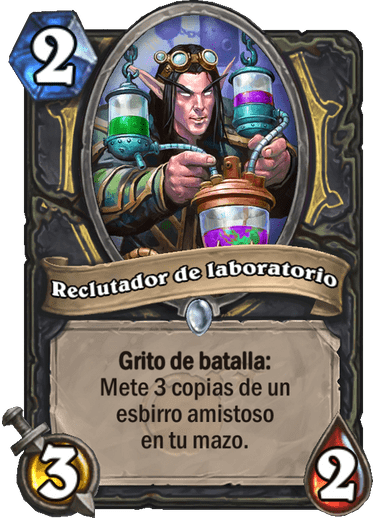 2
Reclutador de laboratorio
Grito de batalla:
Mete 3 copias de un
esbirro amistoso
en tu mazo.
3
2